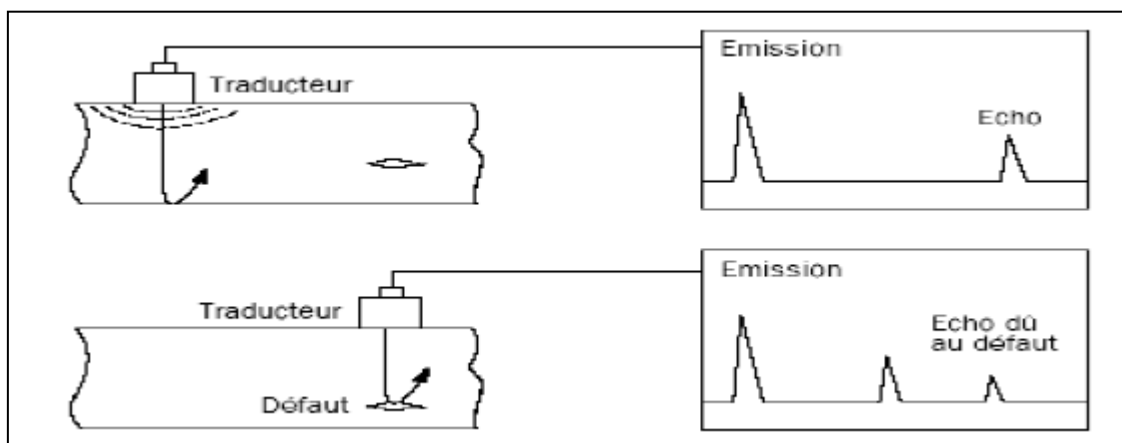 Emission
Traducteur
Echo
Emission
Traducteur
Echo dû
au défaut
Défaut